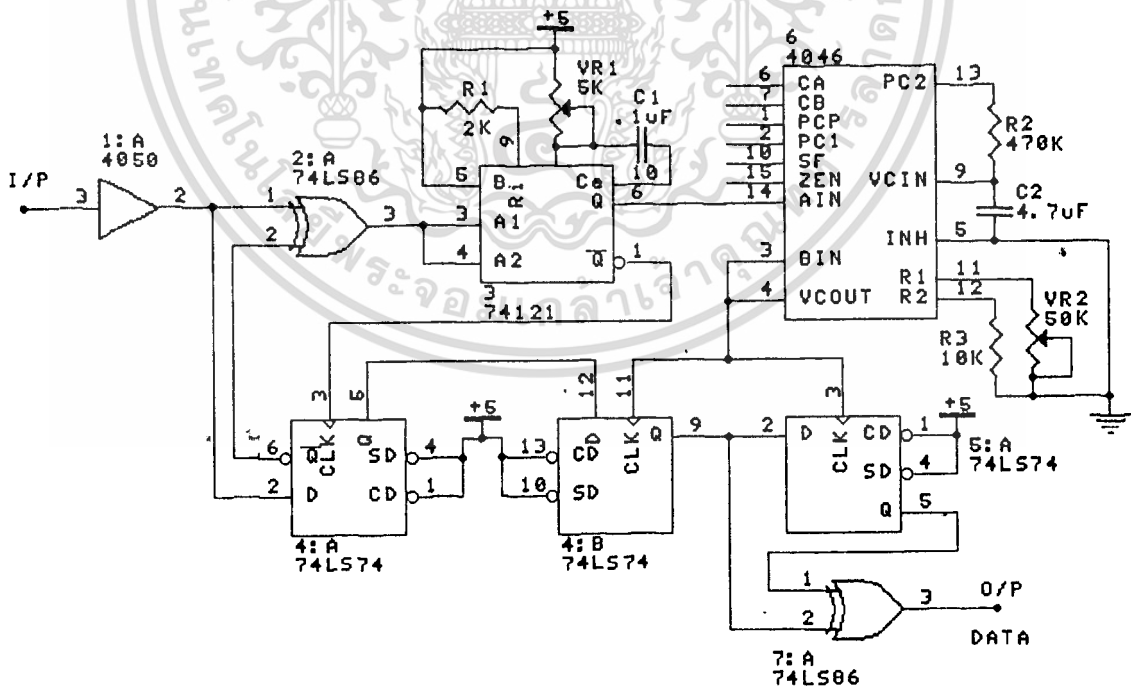 +5
6
4046
VR1
5K
R1
2K
9
C1
.1uF
6 CA PC2 13
7 CB
1 PCP
2 PC1
10 SF
15 ZEN VCIN 9
14 AIN
INH 5
3 BIN R1 11
4 VCOUT R2 12
R2
470K
C2
4.7uF
VR2
50K
R3
10K
1:A
4050
I/P 3 2
2:A
74LS86
1
2
3
5 B Ri Ce 10
Q 6
3 A1
4 A2 Q 1
3
74121
3 5
6 Q CLK Q SD 4
2 D CD 1
4:A
74LS74
+5
12 11
13 CD D CLK Q 9
10 SD
4:B
74LS74
3
2 D CLK CD 1
SD 4
Q 5
+5
5:A
74LS74
1
2
3
O/P
DATA
7:A
74LS86